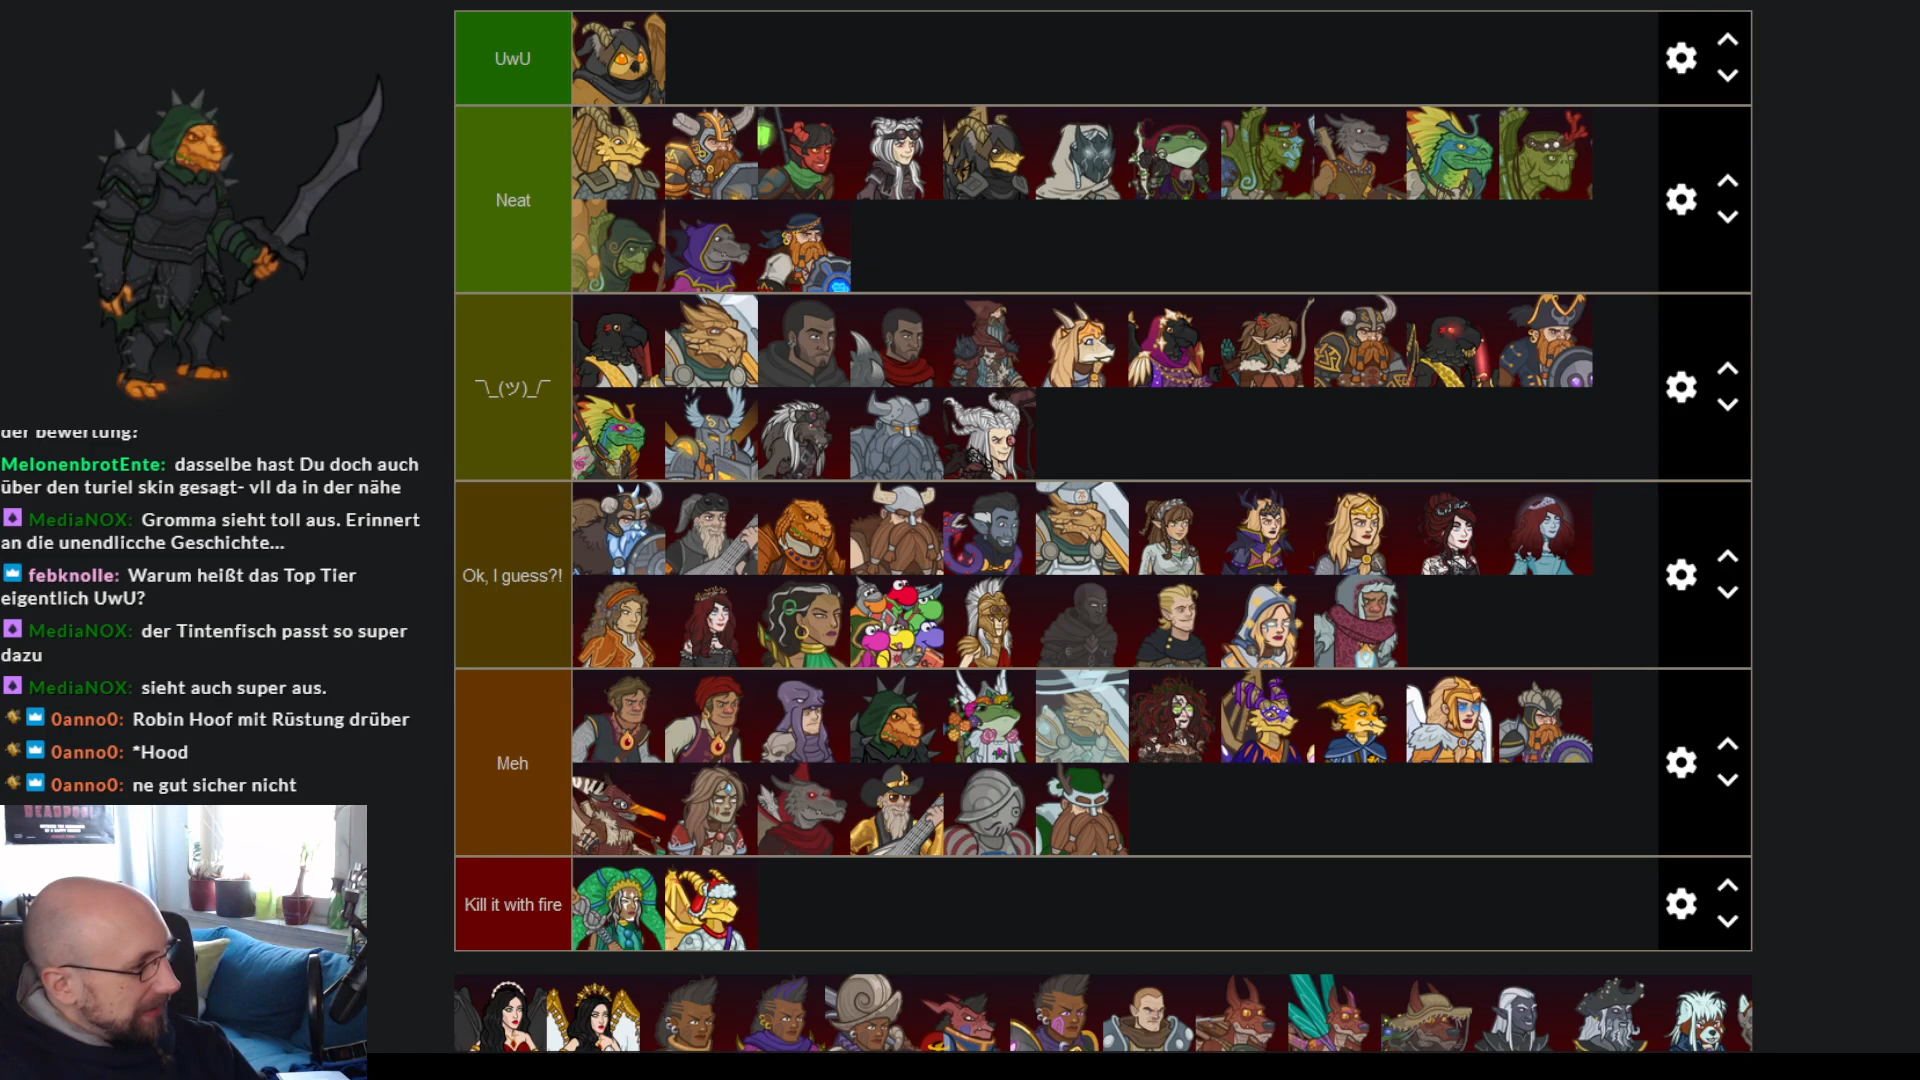 UwU
Neat
¯\_(ツ)_/¯
Ok, I guess?!
Meh
Kill it with fire
der bewertung?
MelonenbrotEnte: dasselbe hast Du doch auch
über den turiel skin gesagt- vll da in der nähe
MediaNOX: Gromma sieht toll aus. Erinnert
an die unendlicche Geschichte...
febknolle: Warum heißt das Top Tier
eigentlich UwU?
MediaNOX: der Tintenfisch passt so super
dazu
MediaNOX: sieht auch super aus.
0anno0: Robin Hoof mit Rüstung drüber
0anno0: *Hood
0anno0: ne gut sicher nicht
DEADPOOL